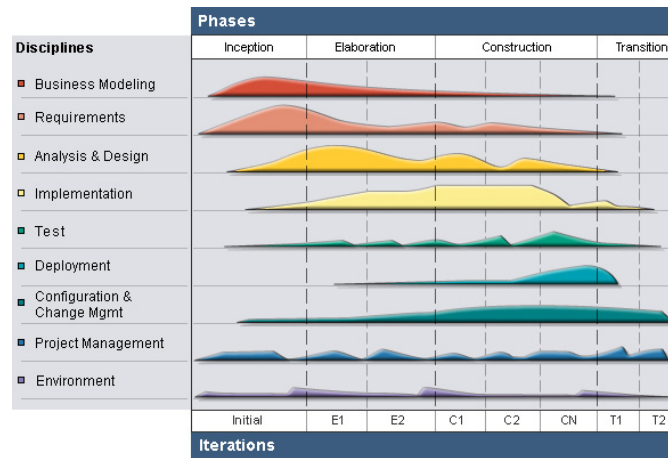 Phases
Disciplines
Inception Elaboration Construction Transition
Business Modeling
Requirements
Analysis & Design
Implementation
Test
Deployment
Configuration &
Change Mgmt
Project Management
Environment
Initial E1 E2 C1 C2 CN T1 T2
Iterations